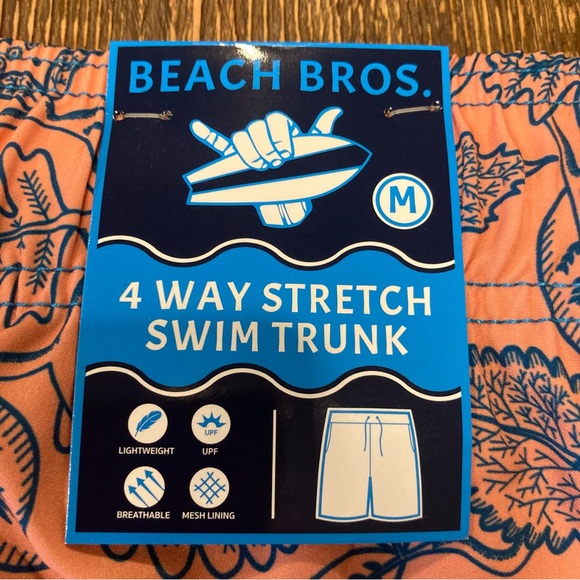 BEACH BROS.
M
4 WAY STRETCH
SWIM TRUNK
UPF
LIGHTWEIGHT
UPF
BREATHABLE
MESH LINING